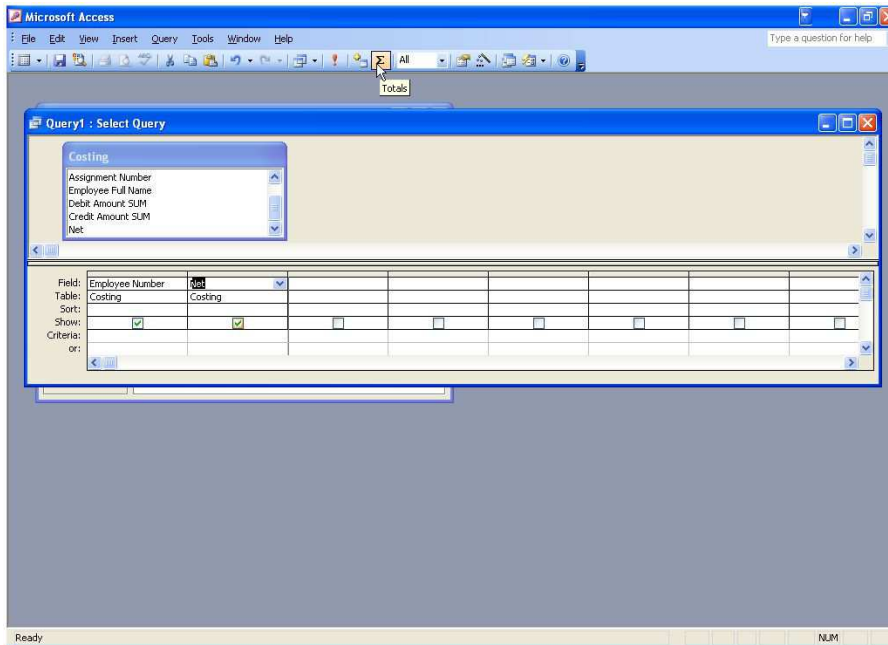 Microsoft Access
File Edit View Insert Query Tools Window Help
Type a question for help
Σ All
Totals
Query1 : Select Query
Costing
Assignment Number
Employee Full Name
Debit Amount SUM
Credit Amount SUM
Net
Field: Employee Number Net
Table: Costing Costing
Sort:
Show:
Criteria:
or:
Ready NUM